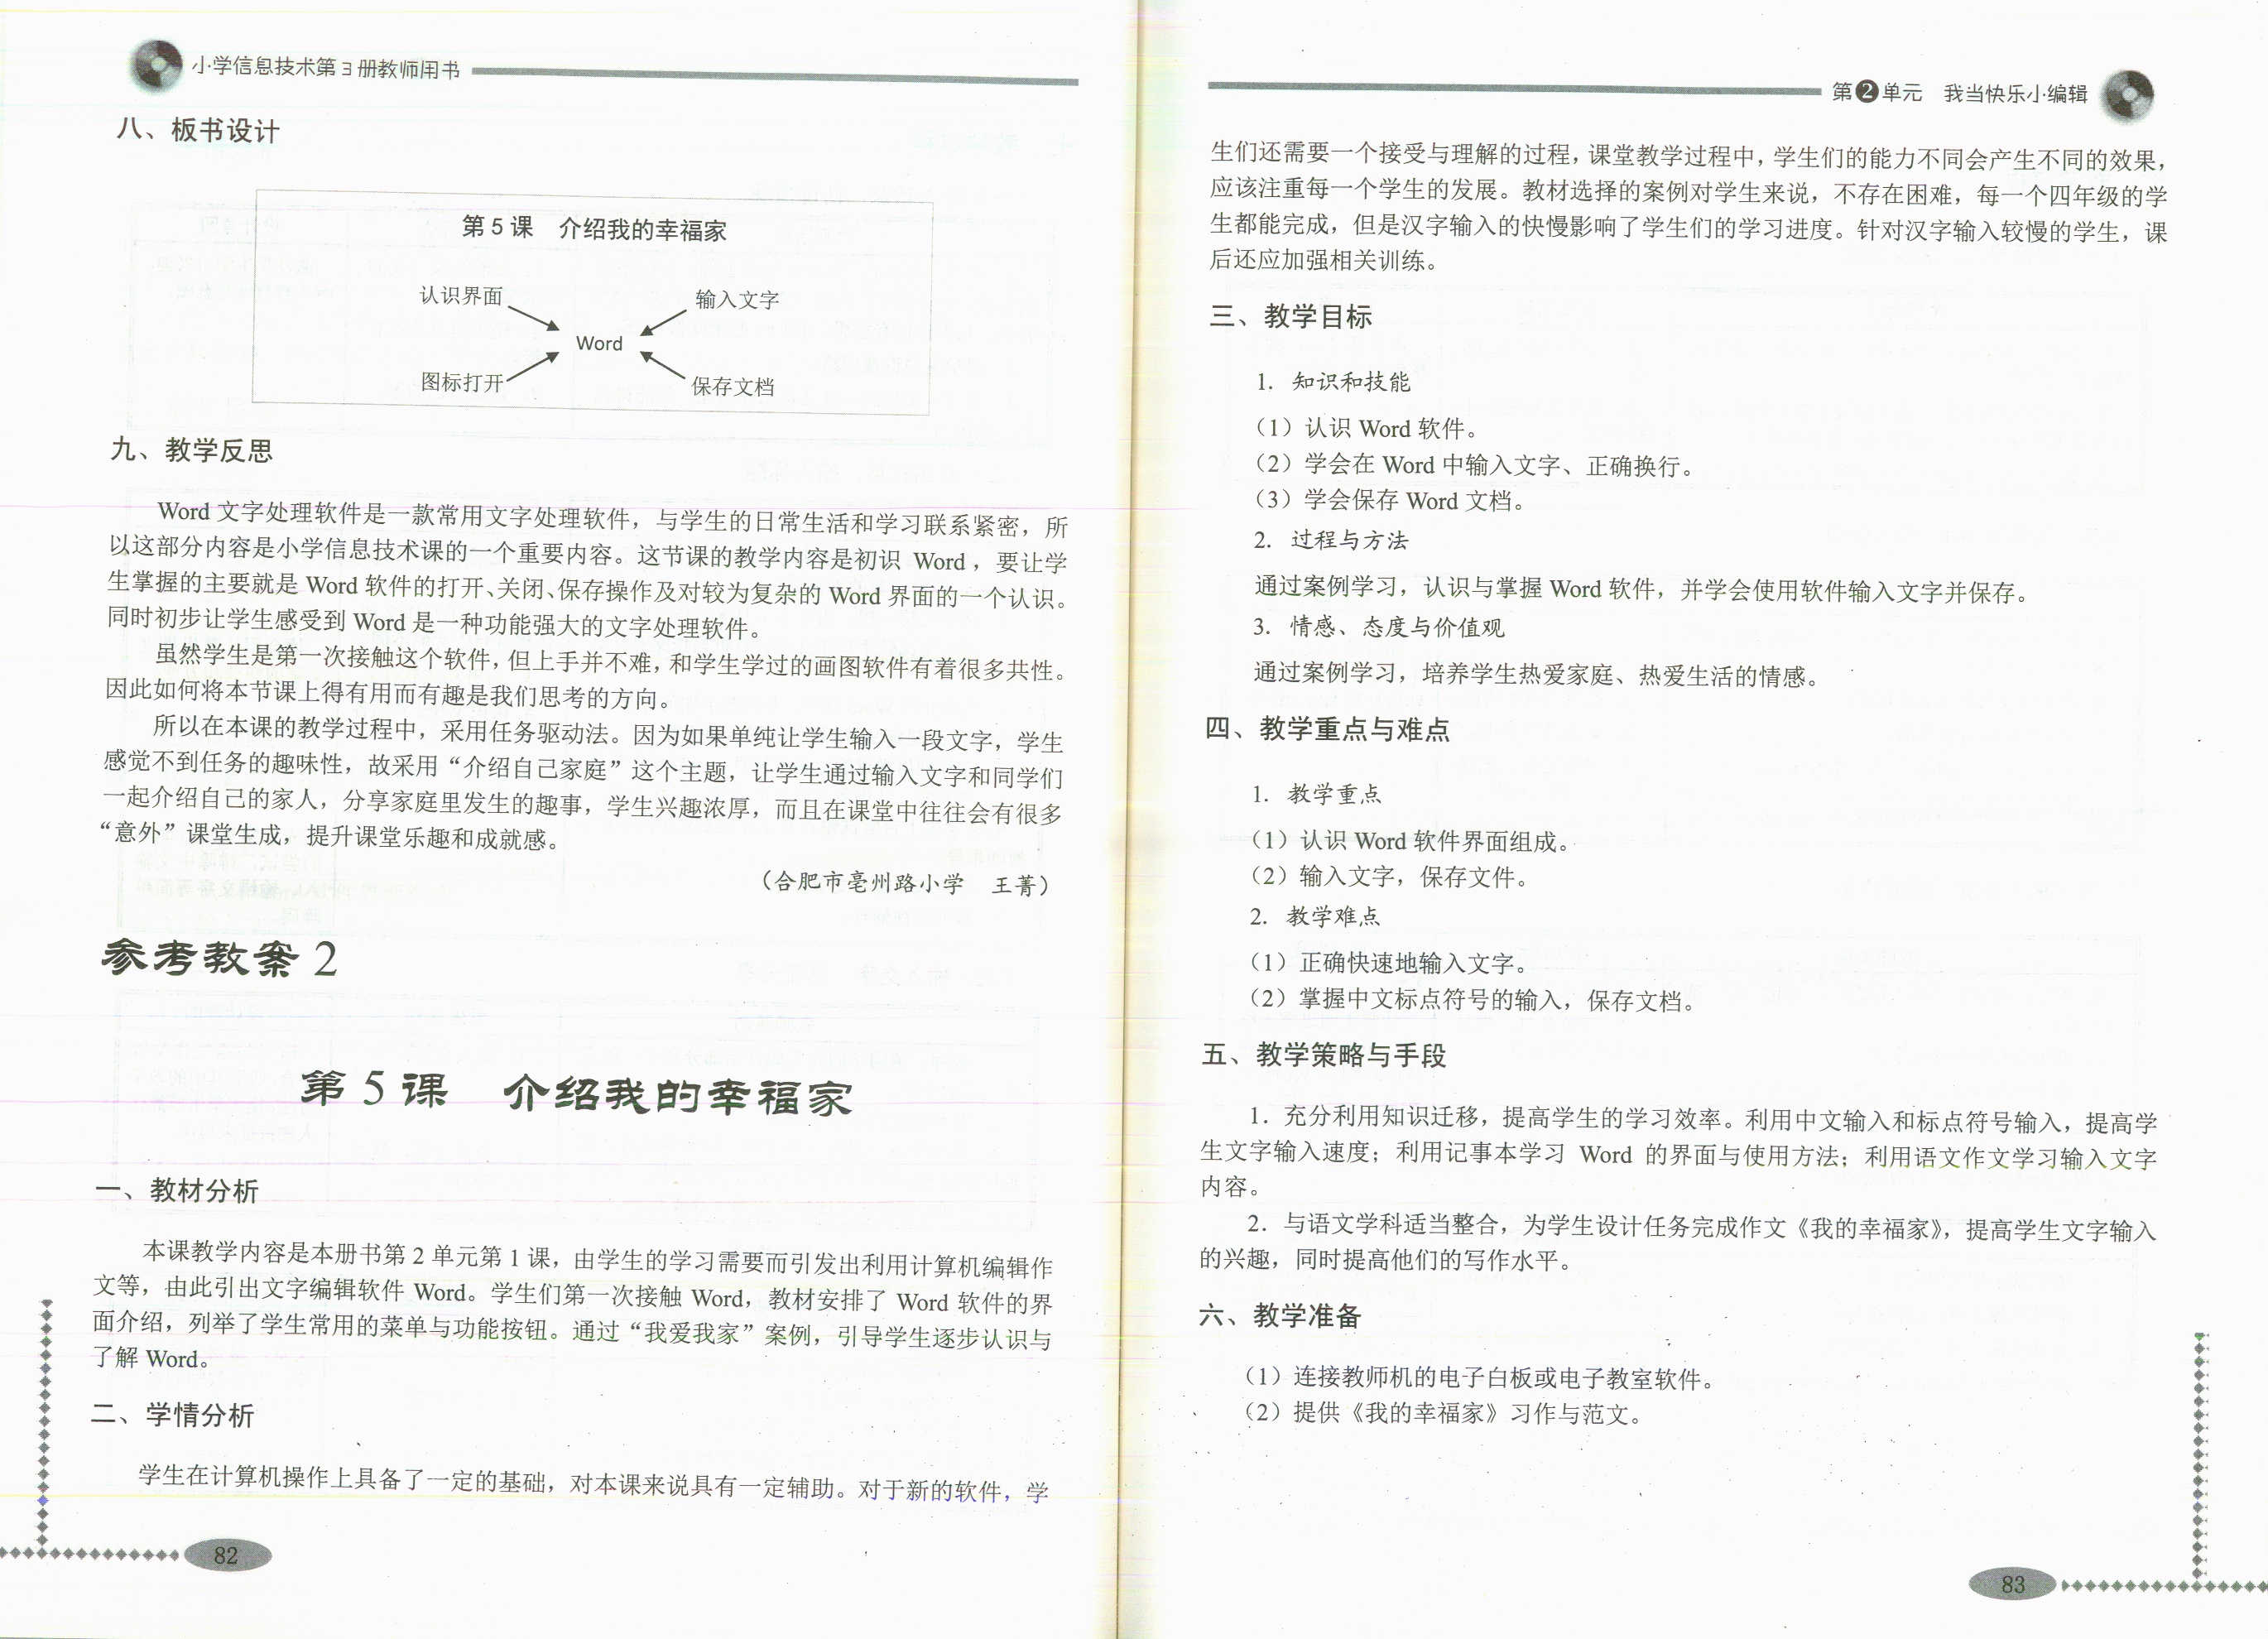 小学信息技术第3册教师用书
八、板书设计
第5课 介绍我的幸福家
认识界面 输入文字
Word
图标打开 保存文档
九、教学反思
Word 文字处理软件是一款常用文字处理软件，与学生的日常生活和学习联系紧密，所
以这部分内容是小学信息技术课的一个重要内容。这节课的教学内容是初识 Word，要让学
生掌握的主要就是 Word 软件的打开、关闭、保存操作及对较为复杂的 Word 界面的一个认识。
同时初步让学生感受到 Word 是一种功能强大的文字处理软件。
虽然学生是第一次接触这个软件，但上手并不难，和学生学过的画图软件有着很多共性。
因此如何将本节课上得有用而有趣是我们思考的方向。
所以在本课的教学过程中，采用任务驱动法。因为如果单纯让学生输入一段文字，学生
感觉不到任务的趣味性，故采用“介绍自己家庭”这个主题，让学生通过输入文字和同学们
一起介绍自己的家人，分享家庭里发生的趣事，学生兴趣浓厚，而且在课堂中往往会有很多
“意外”课堂生成，提升课堂乐趣和成就感。
（合肥市亳州路小学 王菁）
参考教案 2
第 5 课 介绍我的幸福家
一、教材分析
本课教学内容是本册书第 2 单元第 1 课，由学生的学习需要而引发出利用计算机编辑作
文等，由此引出文字编辑软件 Word。学生们第一次接触 Word，教材安排了 Word 软件的界
面介绍，列举了学生常用的菜单与功能按钮。通过“我爱我家”案例，引导学生逐步认识与
了解 Word。
二、学情分析
学生在计算机操作上具备了一定的基础，对本课来说具有一定辅助。对于新的软件，学
82
第2单元 我当快乐小编辑
生们还需要一个接受与理解的过程，课堂教学过程中，学生们的能力不同会产生不同的效果，
应该注重每一个学生的发展。教材选择的案例对学生来说，不存在困难，每一个四年级的学
生都能完成，但是汉字输入的快慢影响了学生们的学习进度。针对汉字输入较慢的学生，课
后还应加强相关训练。
三、教学目标
1. 知识和技能
（1）认识 Word 软件。
（2）学会在 Word 中输入文字、正确换行。
（3）学会保存 Word 文档。
2. 过程与方法
通过案例学习，认识与掌握 Word 软件，并学会使用软件输入文字并保存。
3. 情感、态度与价值观
通过案例学习，培养学生热爱家庭、热爱生活的情感。
四、教学重点与难点
1. 教学重点
（1）认识 Word 软件界面组成。
（2）输入文字，保存文件。
2. 教学难点
（1）正确快速地输入文字。
（2）掌握中文标点符号的输入，保存文档。
五、教学策略与手段
1. 充分利用知识迁移，提高学生的学习效率。利用中文输入和标点符号输入，提高学
生文字输入速度；利用记事本学习 Word 的界面与使用方法；利用语文作文学习输入文字
内容。
2. 与语文学科适当整合，为学生设计任务完成作文《我的幸福家》，提高学生文字输入
的兴趣，同时提高他们的写作水平。
六、教学准备
（1）连接教师机的电子白板或电子教室软件。
（2）提供《我的幸福家》习作与范文。
83